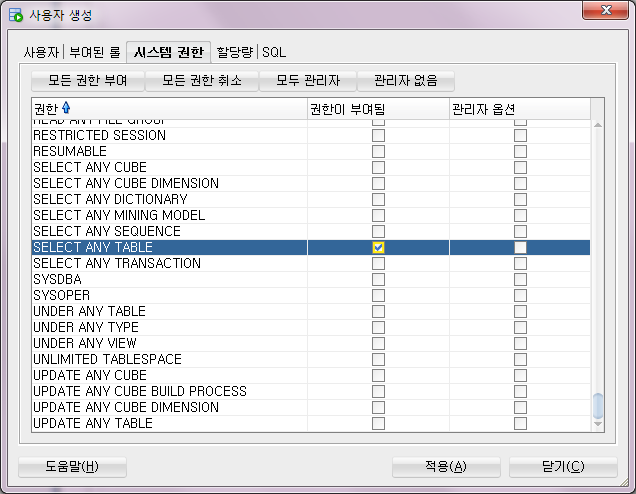 사용자 생성
사용자 부여된 롤 시스템 권한 할당량 SQL
모든 권한 부여 모든 권한 취소 모두 관리자 관리자 없음
권한 권한이 부여됨 관리자 옵션
READ ANY FILE GROUP
RESTRICTED SESSION
RESUMABLE
SELECT ANY CUBE
SELECT ANY CUBE DIMENSION
SELECT ANY DICTIONARY
SELECT ANY MINING MODEL
SELECT ANY SEQUENCE
SELECT ANY TABLE
SELECT ANY TRANSACTION
SYSDBA
SYSOPER
UNDER ANY TABLE
UNDER ANY TYPE
UNDER ANY VIEW
UNLIMITED TABLESPACE
UPDATE ANY CUBE
UPDATE ANY CUBE BUILD PROCESS
UPDATE ANY CUBE DIMENSION
UPDATE ANY TABLE
도움말(H) 적용(A) 닫기(C)